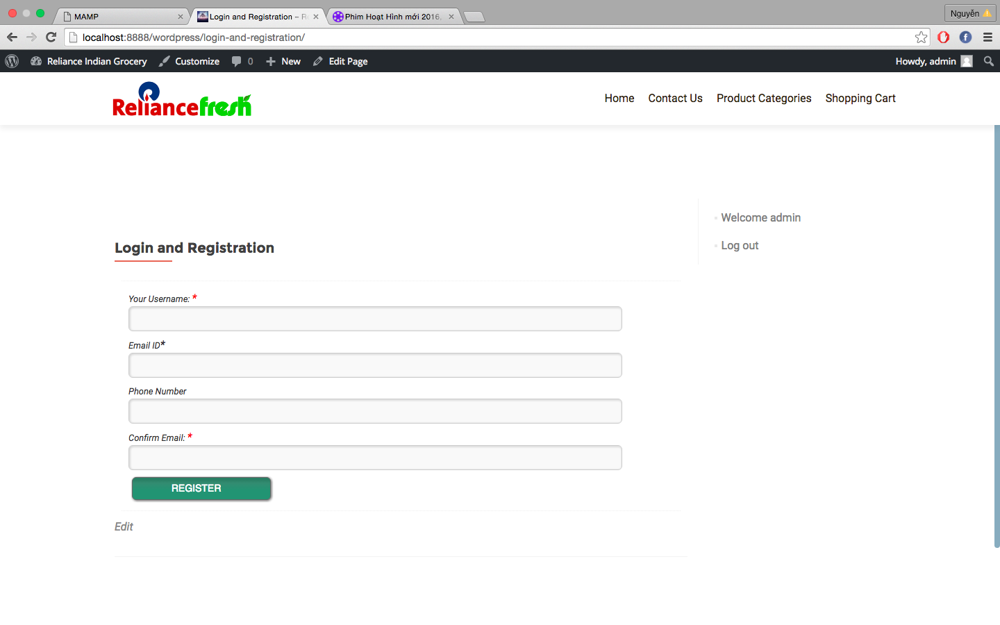 MAMP
Login and Registration – R
Phim Hoạt Hình mới 2016,
Nguyễn
localhost:8888/wordpress/login-and-registration/
Reliance Indian Grocery
Customize
0
New
Edit Page
Howdy, admin
Reliancefresh
Home
Contact Us
Product Categories
Shopping Cart
Welcome admin
Log out
Login and Registration
Your Username: *
Email ID*
Phone Number
Confirm Email: *
REGISTER
Edit